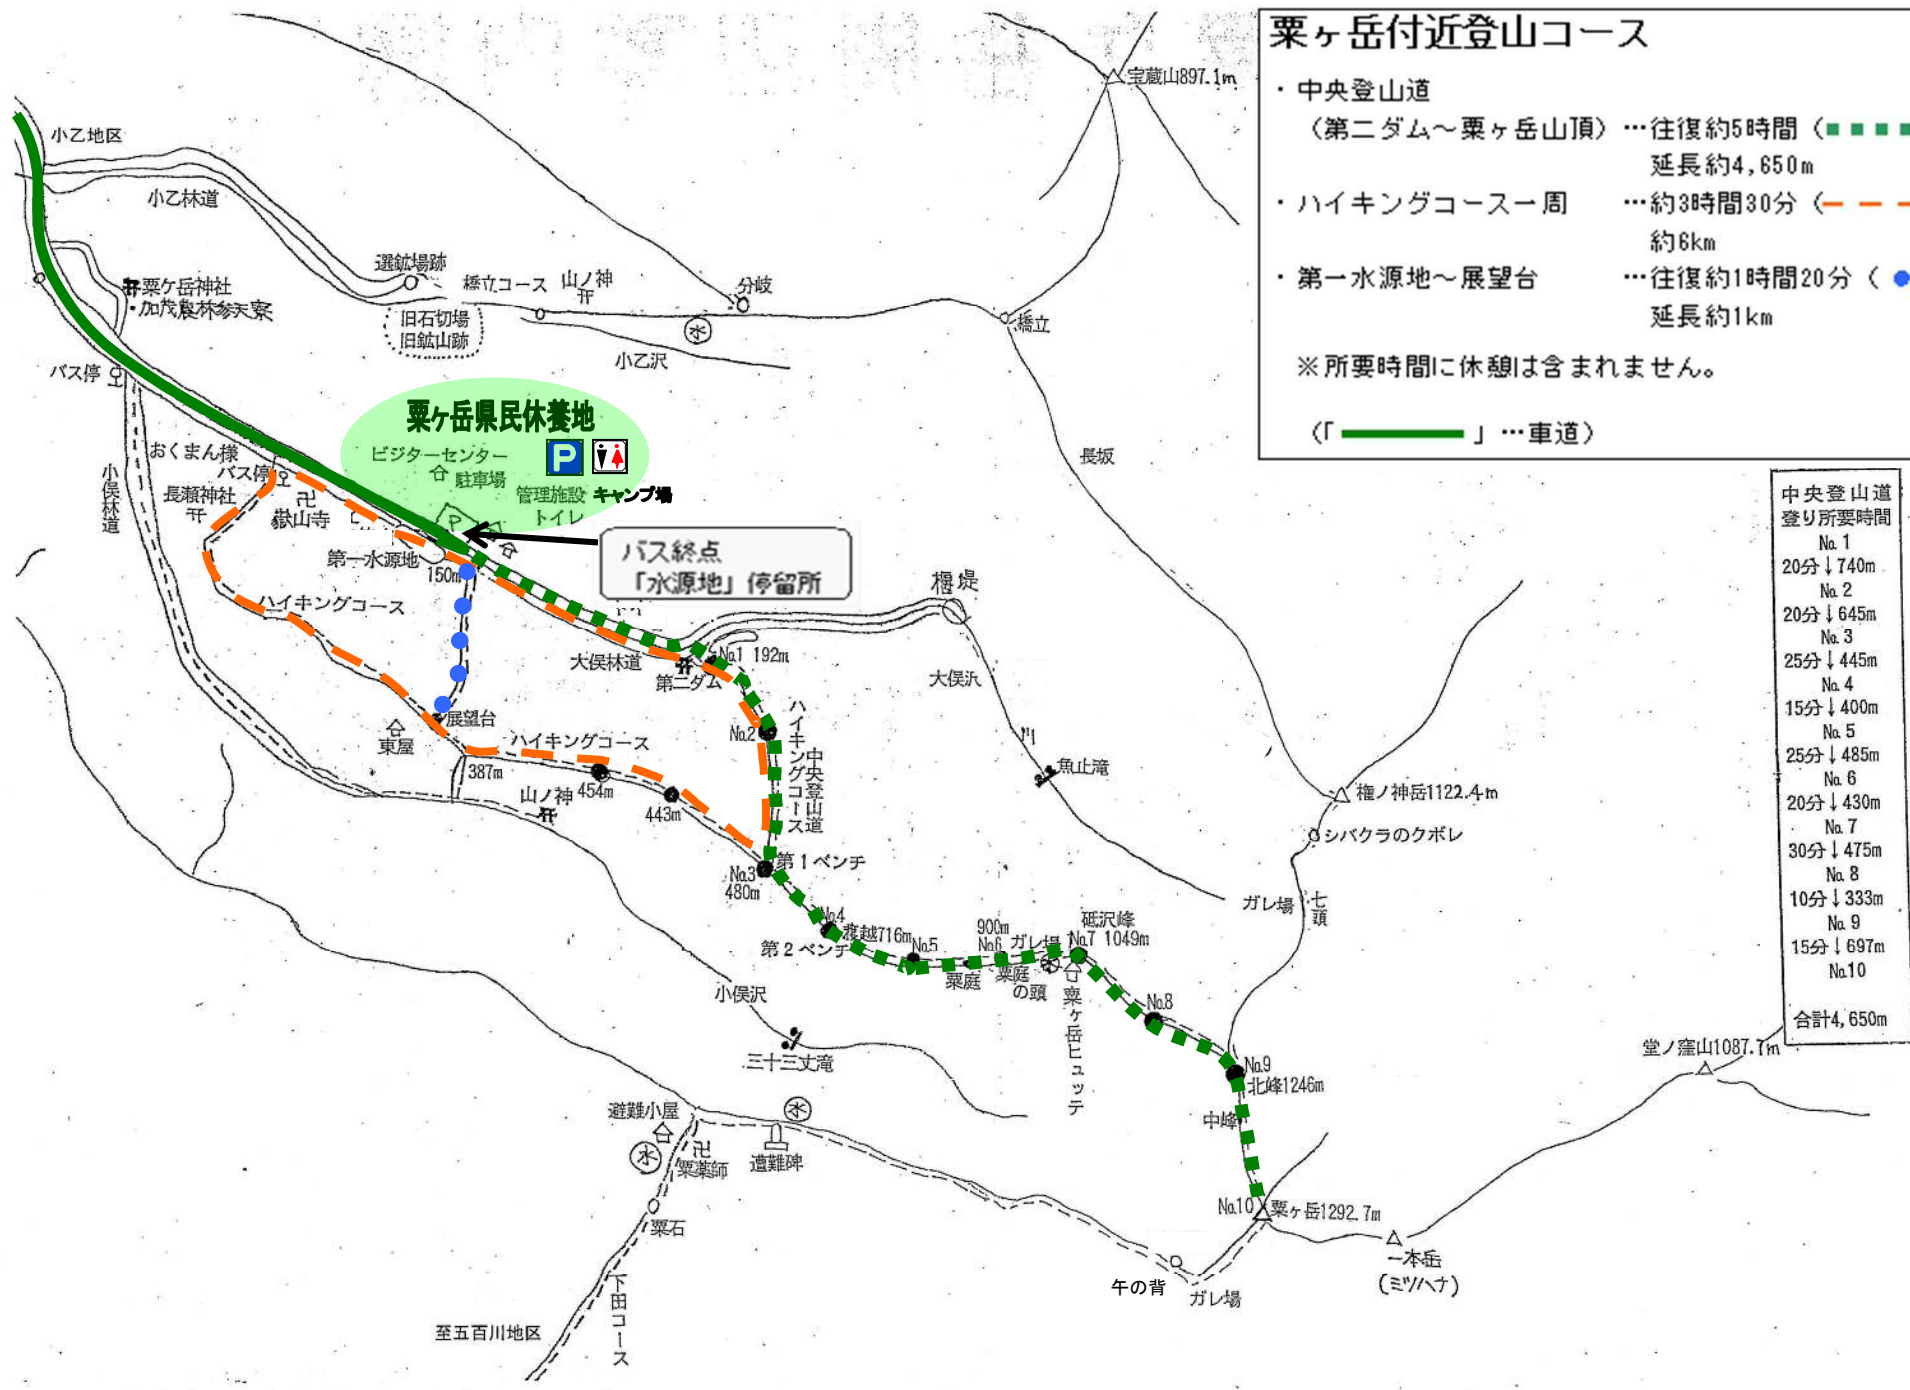 粟ヶ岳付近登山コース
・中央登山道
（第二ダム～粟ヶ岳山頂）…往復約5時間（
延長約4,650m
・ハイキングコース一周 …約3時間30分（
約6km
・第一水源地～展望台 …往復約1時間20分（
延長約1km
※所要時間に休憩は含まれません。
（「 」…車道）
宝蔵山897.1m
小乙地区
小乙林道
選鉱場跡
橋立コース
山ノ神
分岐
橋立
粟ケ岳神社
旧石切場
旧鉱山跡
水
小乙沢
バス停
粟ヶ岳県民休養地
ビジターセンター
P
駐車場
管理施設
キャンプ場
トイレ
P
おくまん様
バス停
長瀬神社
嶽山寺
小俣林道
長坂
第一水源地
150m
バス終点
「水源地」停留所
ハイキングコース
大俣林道
No.1 192m
第二ダム
大俣沢
展望台
東屋
ハイキングコース
No.2
ハイキングコース
中央登山道
387m
山ノ神
454m
443m
魚止滝
権ノ神岳1122.4m
シバクラのクボレ
第1ベンチ
No.3
480m
ガレ場
七頭
No.4
渡越716m
第2ベンチ
No.5
粟庭
900m
No.6
ガレ場
粟庭
の頭
水
砥沢峰
No.7 1049m
粟ヶ岳ヒュッテ
No.8
小俣沢
三十三丈滝
No.9
北峰1246m
中峰
堂ノ窪山1087.7m
避難小屋
水
水
粟薬師
遭難碑
粟石
No.10
粟ヶ岳1292.7m
一本岳
(ミツハナ)
午の背
ガレ場
下田コース
至五百川地区
中央登山道
登り所要時間
No.1
20分↓740m
No.2
20分↓645m
No.3
25分↓445m
No.4
15分↓400m
No.5
25分↓485m
No.6
20分↓430m
No.7
30分↓475m
No.8
10分↓333m
No.9
15分↓697m
No.10
合計4,650m